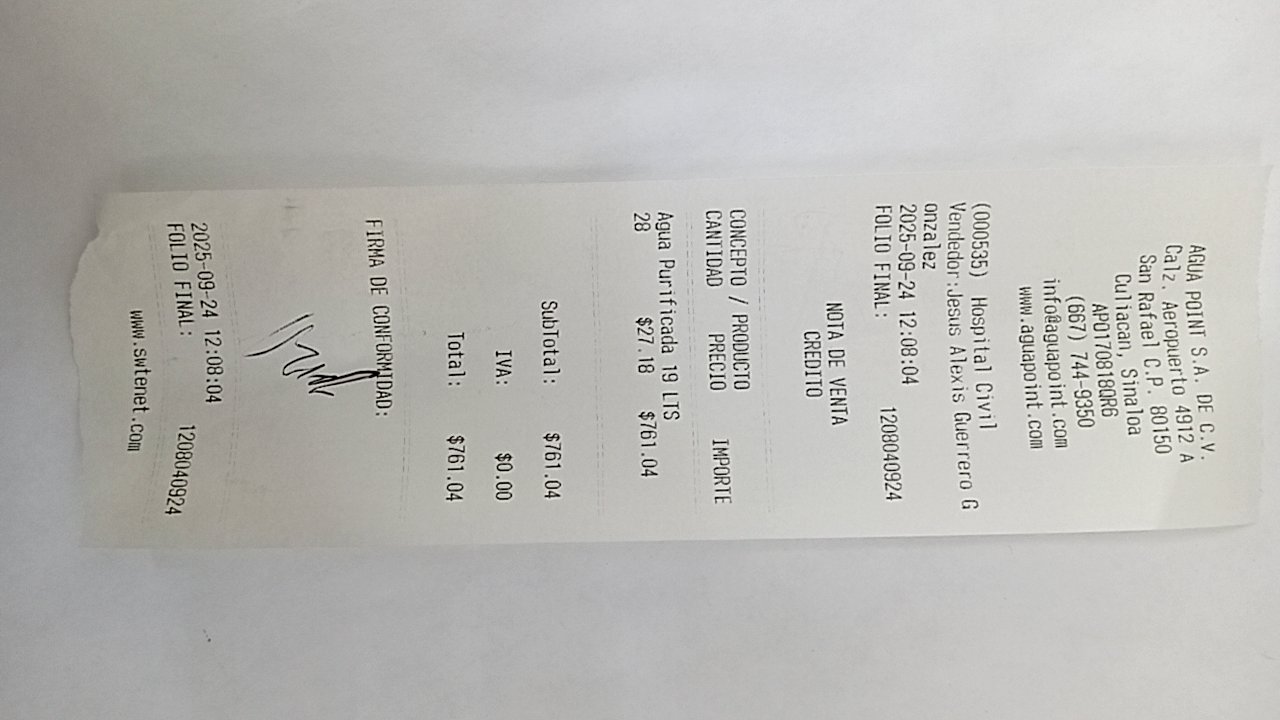 AGUA POINT S.A. DE C.V.
Calz. Aeropuerto 4912 A
San Rafael C.P. 80150
Culiacan, Sinaloa
APO170818QR6
(667) 744-9350
info@aguapoint.com
www.aguapoint.com
(000535) Hospital Civil
Vendedor:Jesus Alexis Guerrero G
onzalez
2025-09-24 12:08:04
FOLIO FINAL: 1208040924
NOTA DE VENTA
CREDITO
CONCEPTO / PRODUCTO
CANTIDAD PRECIO IMPORTE
Agua Purificada 19 LTS
28 $27.18 $761.04
SubTotal: $761.04
IVA: $0.00
Total: $761.04
FIRMA DE CONFORMIDAD:
2025-09-24 12:08:04
FOLIO FINAL: 1208040924
www.swtenet.com